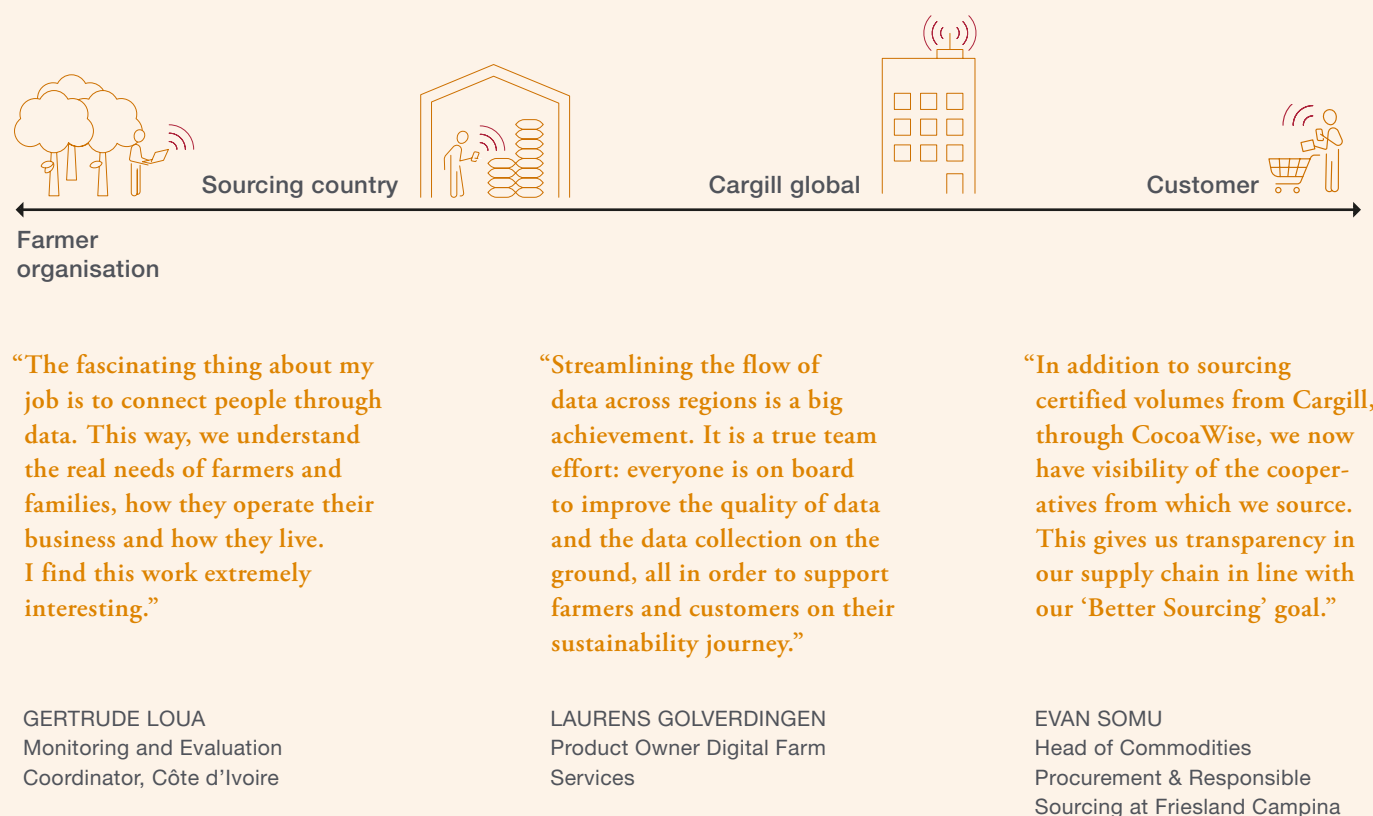 Sourcing country
Cargill global
Customer
Farmer
organisation
“The fascinating thing about my
job is to connect people through
data. This way, we understand
the real needs of farmers and
families, how they operate their
business and how they live.
I find this work extremely
interesting.”
GERTRUDE LOUA
Monitoring and Evaluation
Coordinator, Côte d’Ivoire
“Streamlining the flow of
data across regions is a big
achievement. It is a true team
effort: everyone is on board
to improve the quality of data
and the data collection on the
ground, all in order to support
farmers and customers on their
sustainability journey.”
LAURENS GOLVERDINGEN
Product Owner Digital Farm
Services
“In addition to sourcing
certified volumes from Cargill,
through CocoaWise, we now
have visibility of the cooper-
atives from which we source.
This gives us transparency in
our supply chain in line with
our ‘Better Sourcing’ goal.”
EVAN SOMU
Head of Commodities
Procurement & Responsible
Sourcing at Friesland Campina